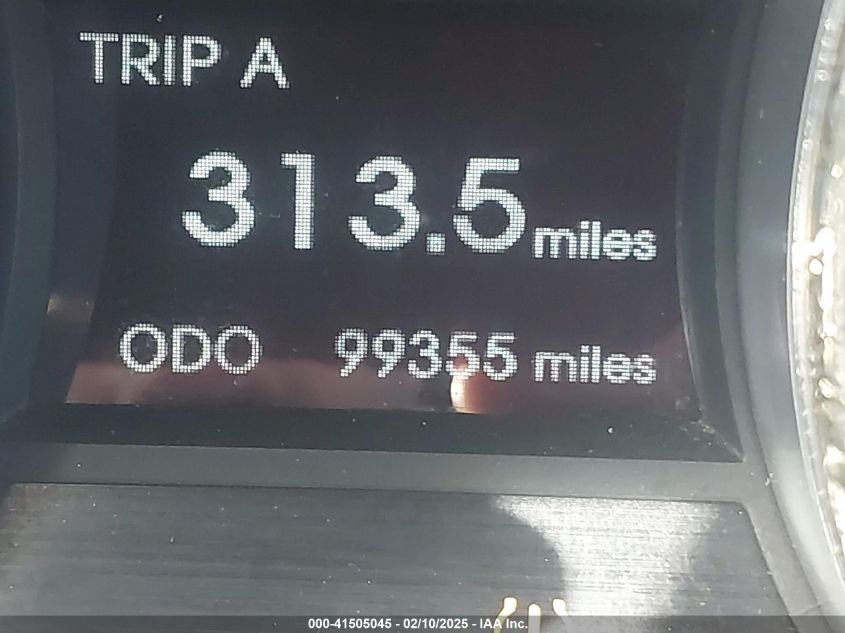 TRIP A
313.5 miles
ODO 99355 miles
000-41505045 — 02/10/2025 — IAA Inc.